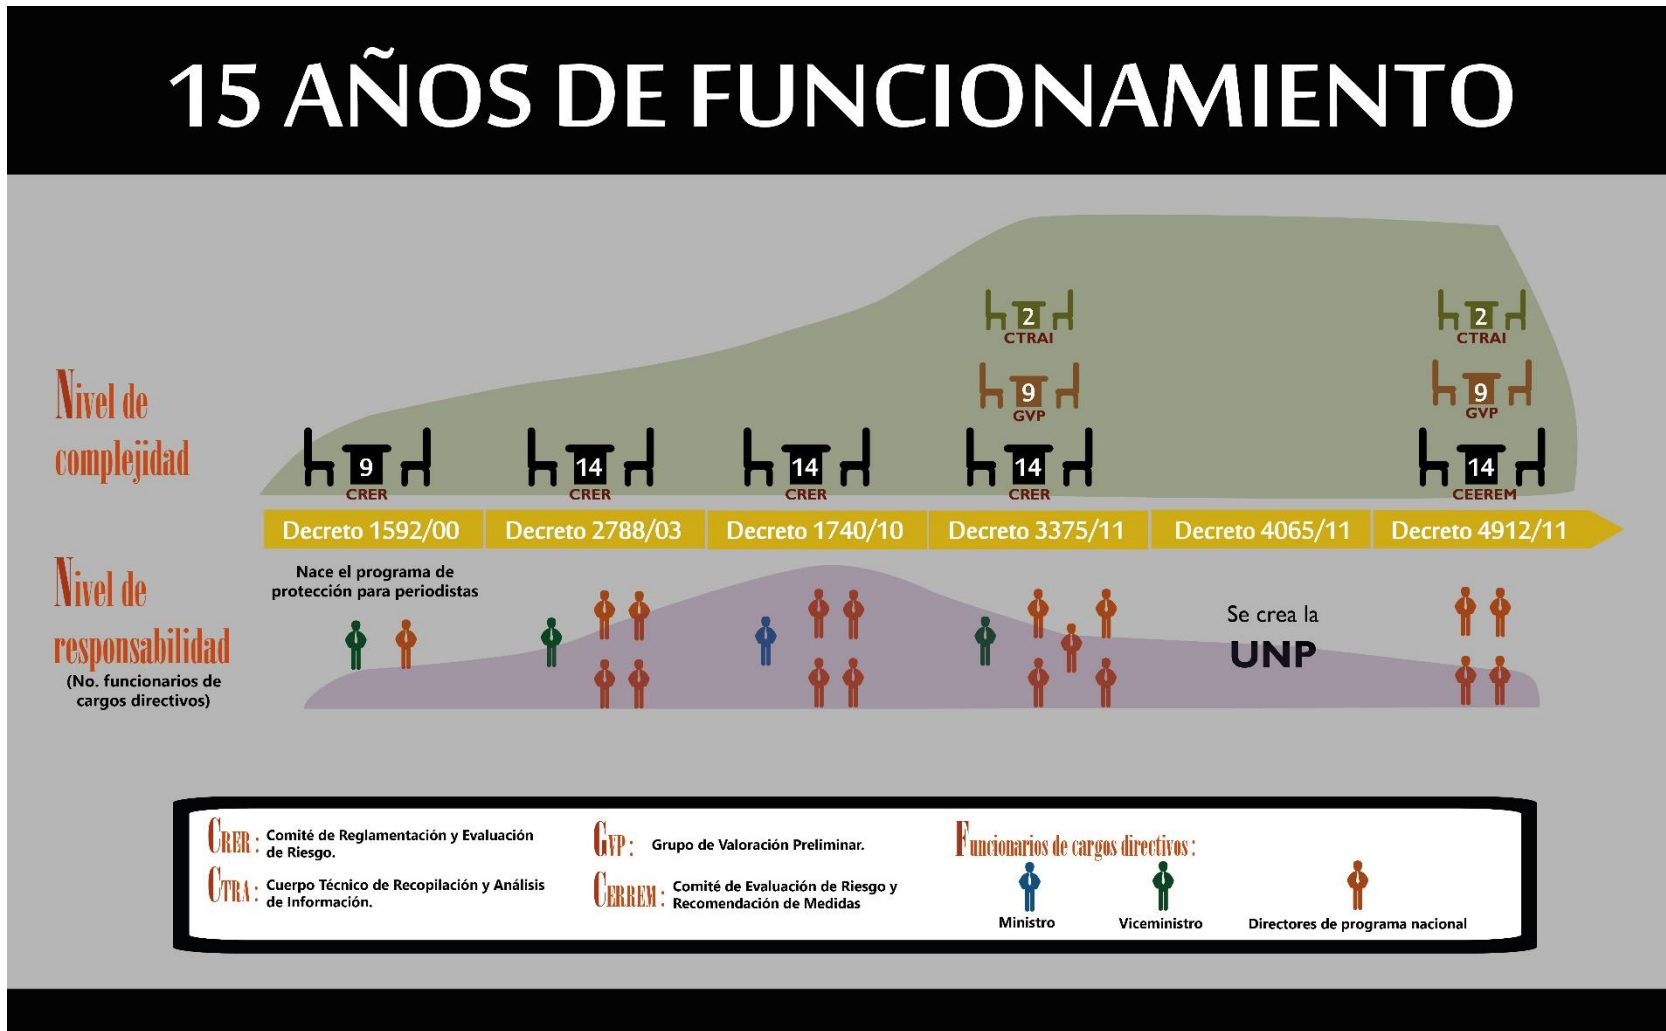 15 AÑOS DE FUNCIONAMIENTO
Nivel de
complejidad
2
CTRAI
9
GVP
2
CTRAI
9
GVP
9
CRER
14
CRER
14
CRER
14
CRER
14
CEEREM
Decreto 1592/00
Decreto 2788/03
Decreto 1740/10
Decreto 3375/11
Decreto 4065/11
Decreto 4912/11
Nivel de
responsabilidad
(No. funcionarios de
cargos directivos)
Nace el programa de
protección para periodistas
Se crea la
UNP
CRER: Comité de Reglamentación y Evaluación
de Riesgo.
CTRA: Cuerpo Técnico de Recopilación y Análisis
de Información.
GVP: Grupo de Valoración Preliminar.
CERREM: Comité de Evaluación de Riesgo y
Recomendación de Medidas
Funcionarios de cargos directivos:
Ministro
Viceministro
Directores de programa nacional